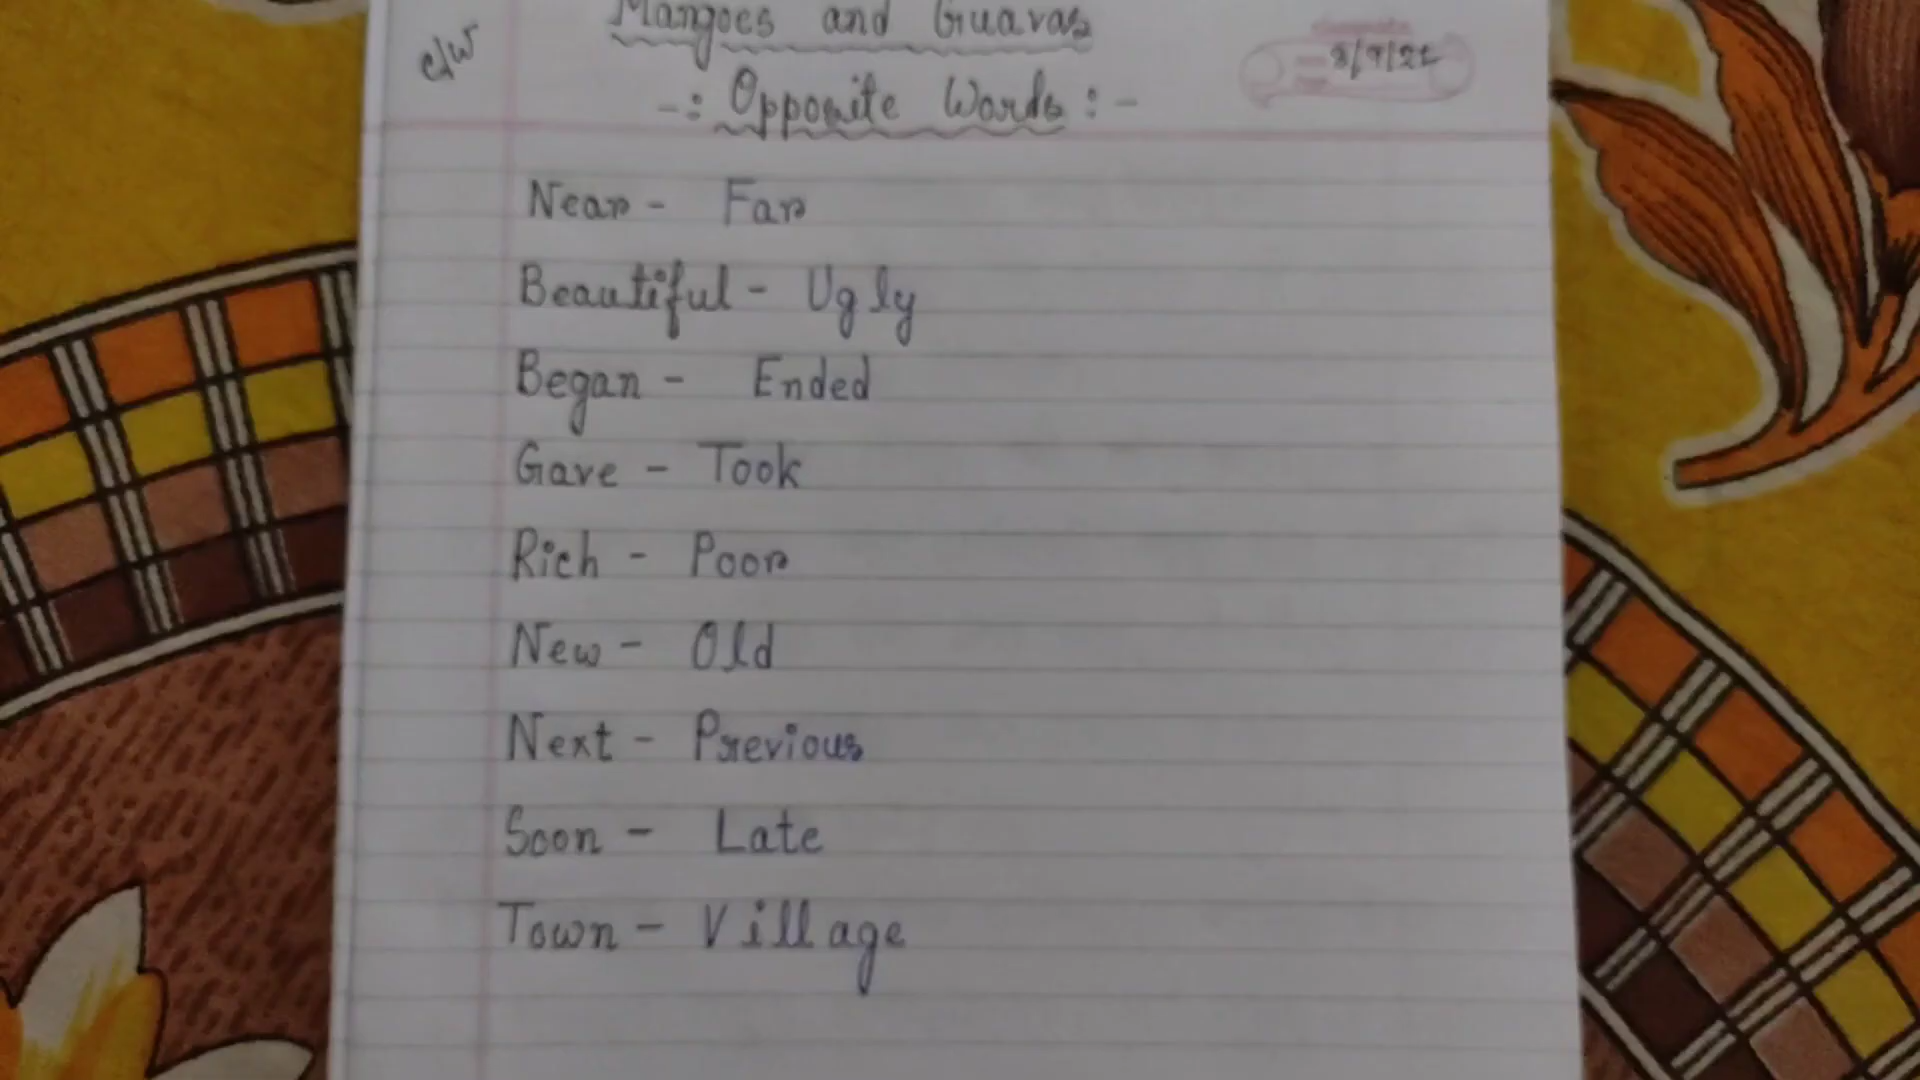 Mangoes and Guavas
c/w
-: Opposite Words :-
Near - Far
Beautiful - Ugly
Began - Ended
Gave - Took
Rich - Poor
New - Old
Next - Previous
Soon - Late
Town - Village